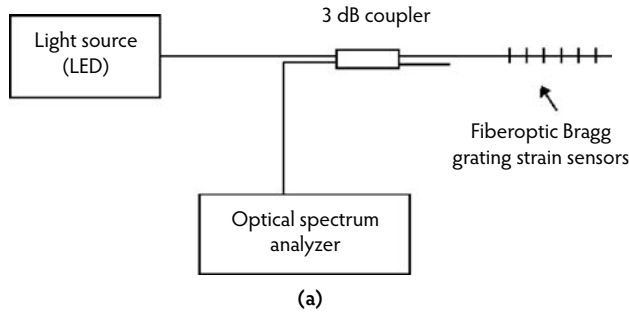 3 dB coupler
Light source
(LED)
Fiberoptic Bragg
grating strain sensors
Optical spectrum
analyzer
(a)